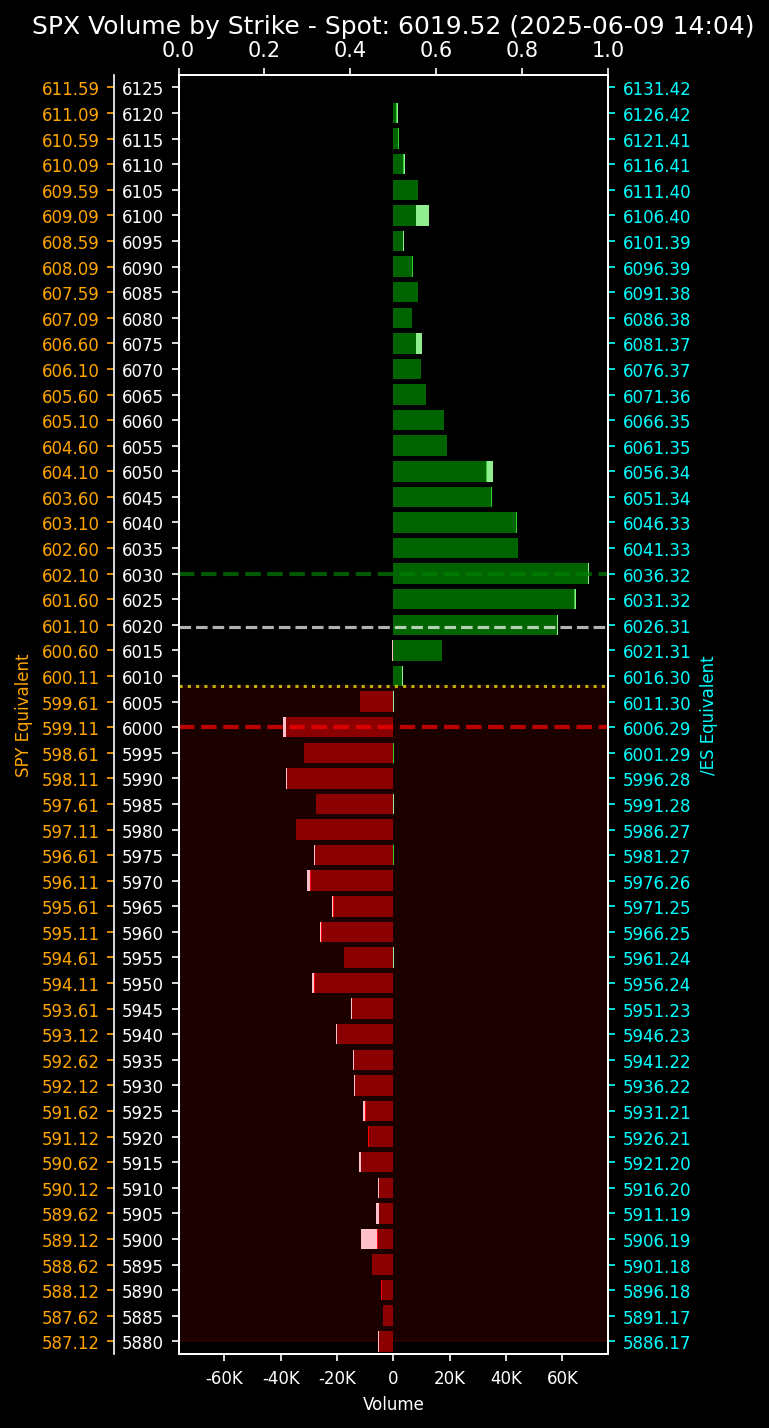 SPX Volume by Strike - Spot: 6019.52 (2025-06-09 14:04)
0.0 0.2 0.4 0.6 0.8 1.0
611.59 6125 6131.42
611.09 6120 6126.42
610.59 6115 6121.41
610.09 6110 6116.41
609.59 6105 6111.40
609.09 6100 6106.40
608.59 6095 6101.39
608.09 6090 6096.39
607.59 6085 6091.38
607.09 6080 6086.38
606.60 6075 6081.37
606.10 6070 6076.37
605.60 6065 6071.36
605.10 6060 6066.35
604.60 6055 6061.35
604.10 6050 6056.34
603.60 6045 6051.34
603.10 6040 6046.33
602.60 6035 6041.33
602.10 6030 6036.32
601.60 6025 6031.32
601.10 6020 6026.31
600.60 6015 6021.31
600.11 6010 6016.30
599.61 6005 6011.30
599.11 6000 6006.29
598.61 5995 6001.29
598.11 5990 5996.28
597.61 5985 5991.28
597.11 5980 5986.27
596.61 5975 5981.27
596.11 5970 5976.26
595.61 5965 5971.25
595.11 5960 5966.25
594.61 5955 5961.24
594.11 5950 5956.24
593.61 5945 5951.23
593.12 5940 5946.23
592.62 5935 5941.22
592.12 5930 5936.22
591.62 5925 5931.21
591.12 5920 5926.21
590.62 5915 5921.20
590.12 5910 5916.20
589.62 5905 5911.19
589.12 5900 5906.19
588.62 5895 5901.18
588.12 5890 5896.18
587.62 5885 5891.17
587.12 5880 5886.17
SPY Equivalent
/ES Equivalent
-60K -40K -20K 0 20K 40K 60K
Volume